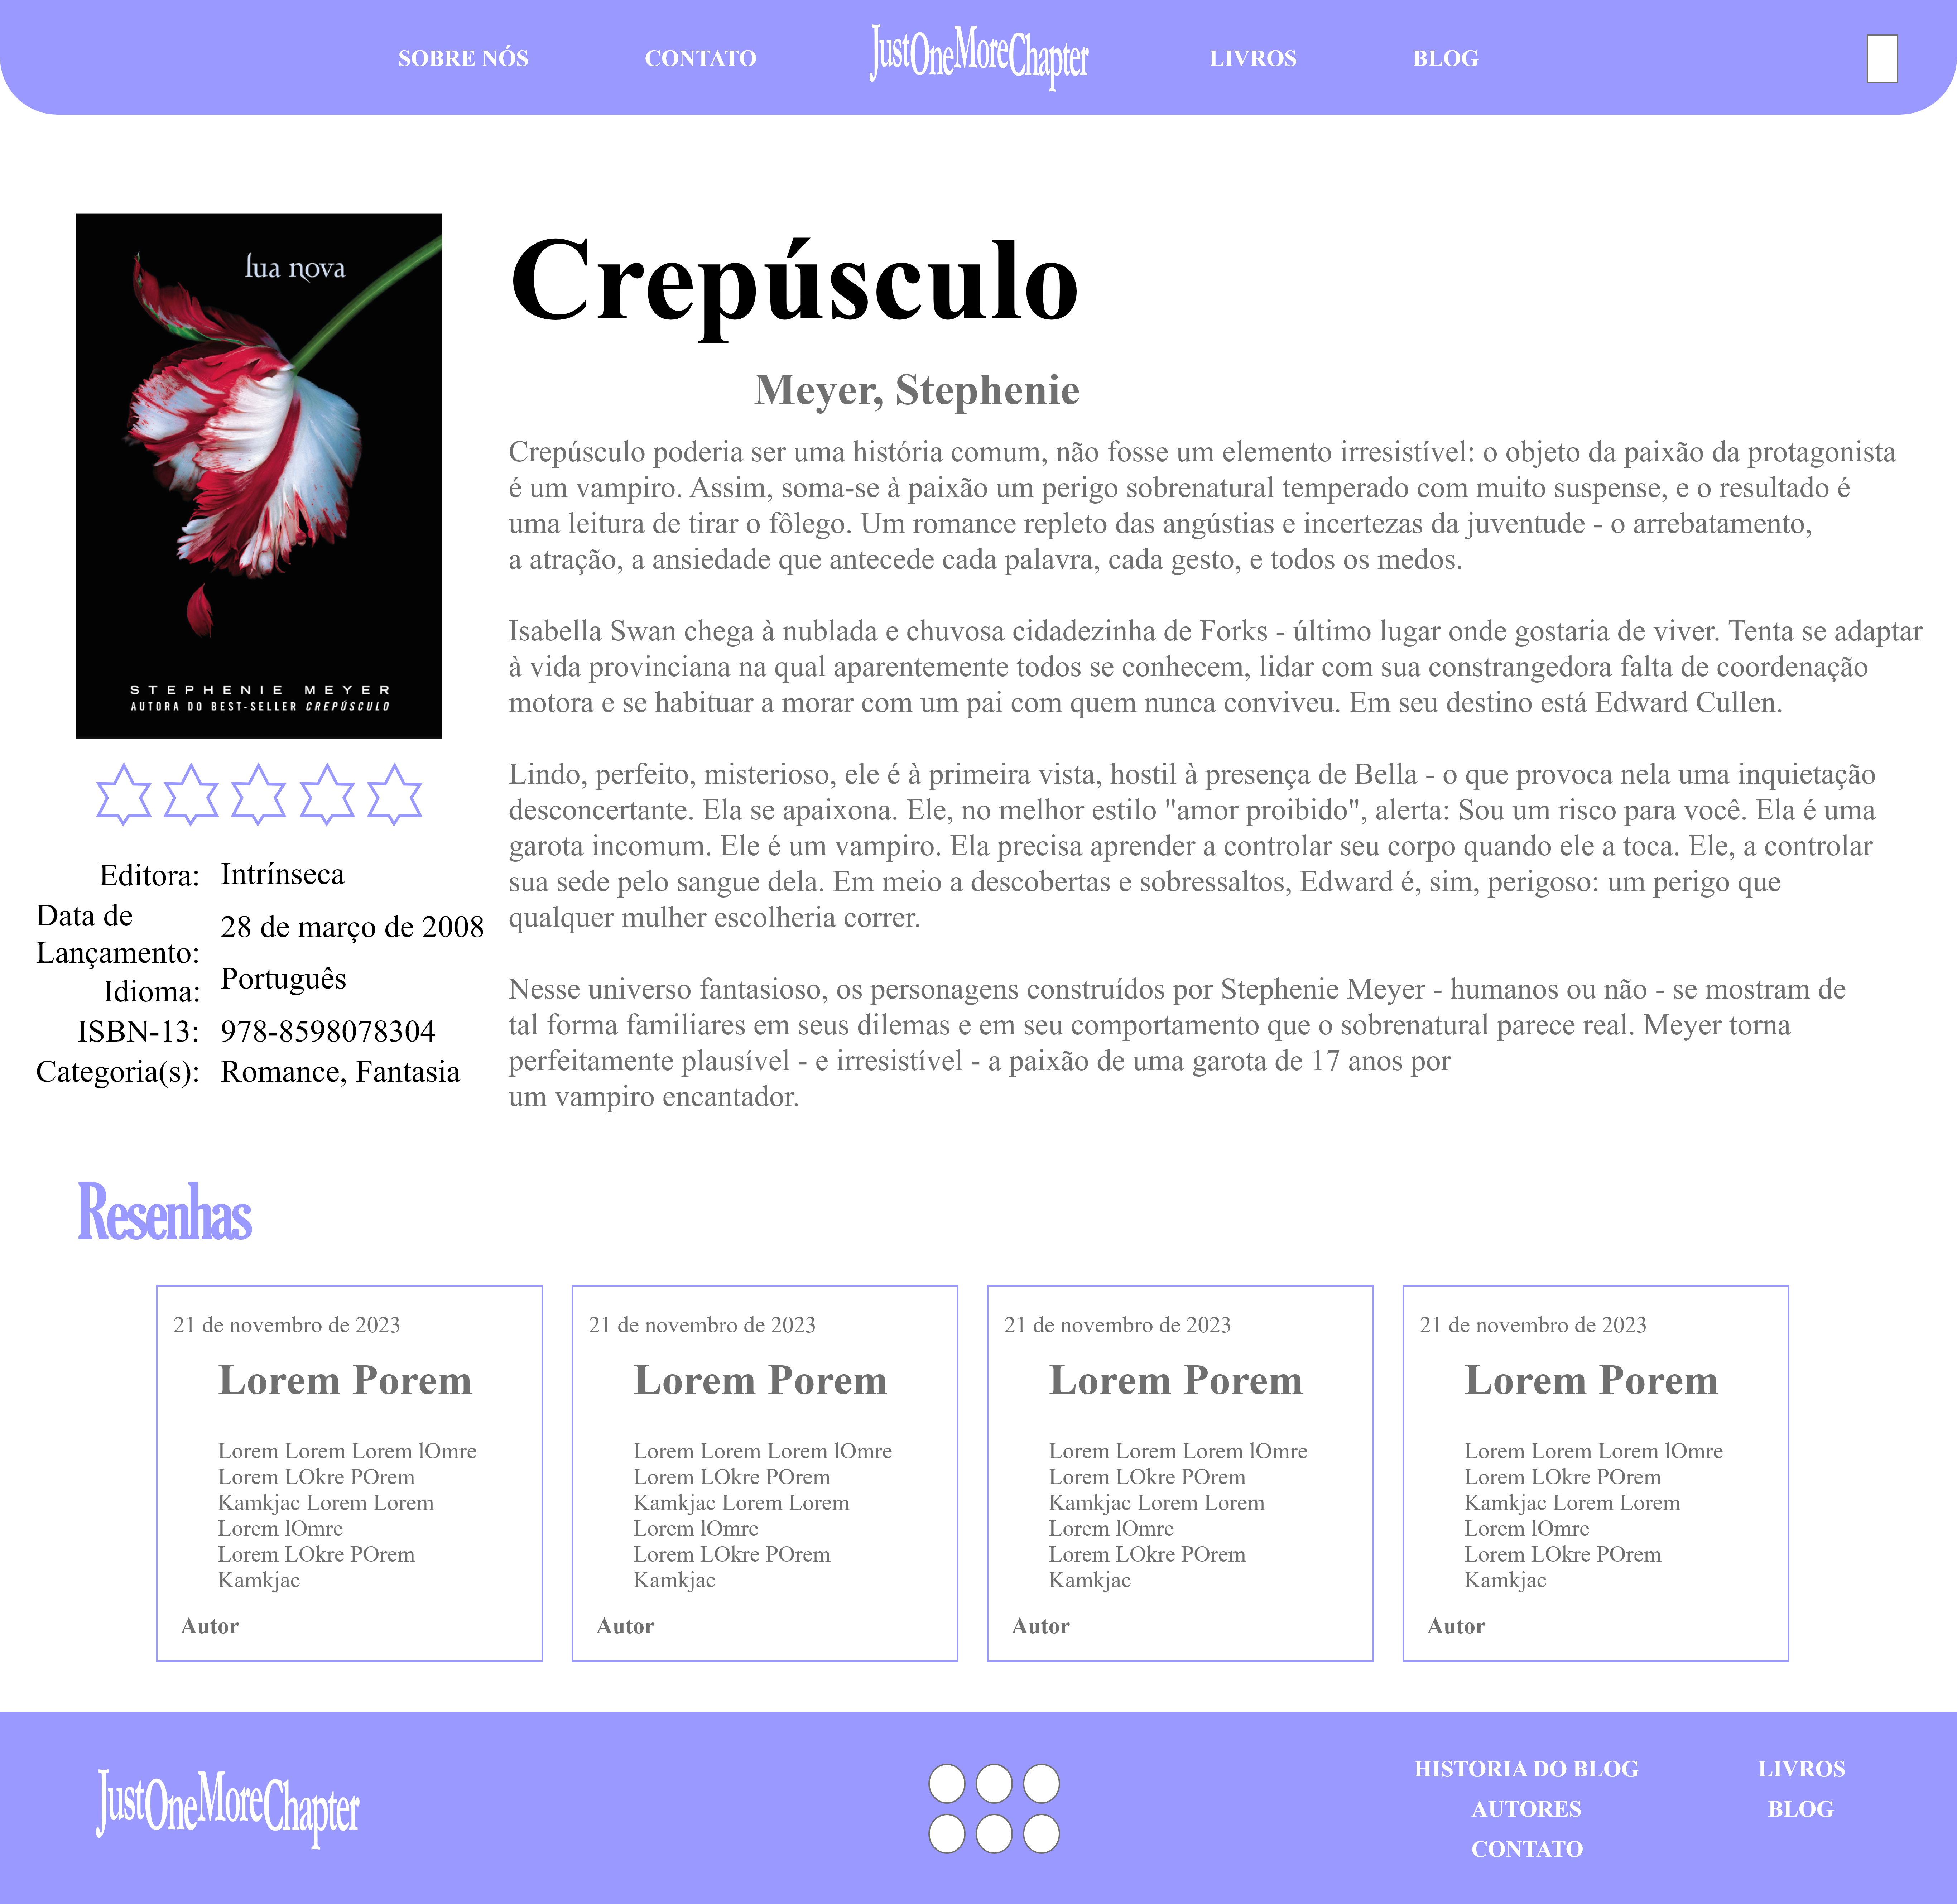 SOBRE NÓS
CONTATO
JustOneMoreChapter
LIVROS
BLOG
lua nova
STEPHENIE MEYER
AUTORA DO BEST-SELLER CREPÚSCULO
Crepúsculo
Meyer, Stephenie
Crepúsculo poderia ser uma história comum, não fosse um elemento irresistível: o objeto da paixão da protagonista
é um vampiro. Assim, soma-se à paixão um perigo sobrenatural temperado com muito suspense, e o resultado é
uma leitura de tirar o fôlego. Um romance repleto das angústias e incertezas da juventude - o arrebatamento,
a atração, a ansiedade que antecede cada palavra, cada gesto, e todos os medos.
Isabella Swan chega à nublada e chuvosa cidadezinha de Forks - último lugar onde gostaria de viver. Tenta se adaptar
à vida provinciana na qual aparentemente todos se conhecem, lidar com sua constrangedora falta de coordenação
motora e se habituar a morar com um pai com quem nunca conviveu. Em seu destino está Edward Cullen.
Lindo, perfeito, misterioso, ele é à primeira vista, hostil à presença de Bella - o que provoca nela uma inquietação
desconcertante. Ela se apaixona. Ele, no melhor estilo "amor proibido", alerta: Sou um risco para você. Ela é uma
garota incomum. Ele é um vampiro. Ela precisa aprender a controlar seu corpo quando ele a toca. Ele, a controlar
sua sede pelo sangue dela. Em meio a descobertas e sobressaltos, Edward é, sim, perigoso: um perigo que
qualquer mulher escolheria correr.
Nesse universo fantasioso, os personagens construídos por Stephenie Meyer - humanos ou não - se mostram de
tal forma familiares em seus dilemas e em seu comportamento que o sobrenatural parece real. Meyer torna
perfeitamente plausível - e irresistível - a paixão de uma garota de 17 anos por
um vampiro encantador.
Editora: Intrínseca
Data de
Lançamento: 28 de março de 2008
Idioma: Português
ISBN-13: 978-8598078304
Categoria(s): Romance, Fantasia
Resenhas
21 de novembro de 2023
Lorem Porem
Lorem Lorem Lorem lOmre
Lorem LOkre POrem
Kamkjac Lorem Lorem
Lorem lOmre
Lorem LOkre POrem
Kamkjac
Autor
21 de novembro de 2023
Lorem Porem
Lorem Lorem Lorem lOmre
Lorem LOkre POrem
Kamkjac Lorem Lorem
Lorem lOmre
Lorem LOkre POrem
Kamkjac
Autor
21 de novembro de 2023
Lorem Porem
Lorem Lorem Lorem lOmre
Lorem LOkre POrem
Kamkjac Lorem Lorem
Lorem lOmre
Lorem LOkre POrem
Kamkjac
Autor
21 de novembro de 2023
Lorem Porem
Lorem Lorem Lorem lOmre
Lorem LOkre POrem
Kamkjac Lorem Lorem
Lorem lOmre
Lorem LOkre POrem
Kamkjac
Autor
JustOneMoreChapter
HISTORIA DO BLOG
AUTORES
CONTATO
LIVROS
BLOG